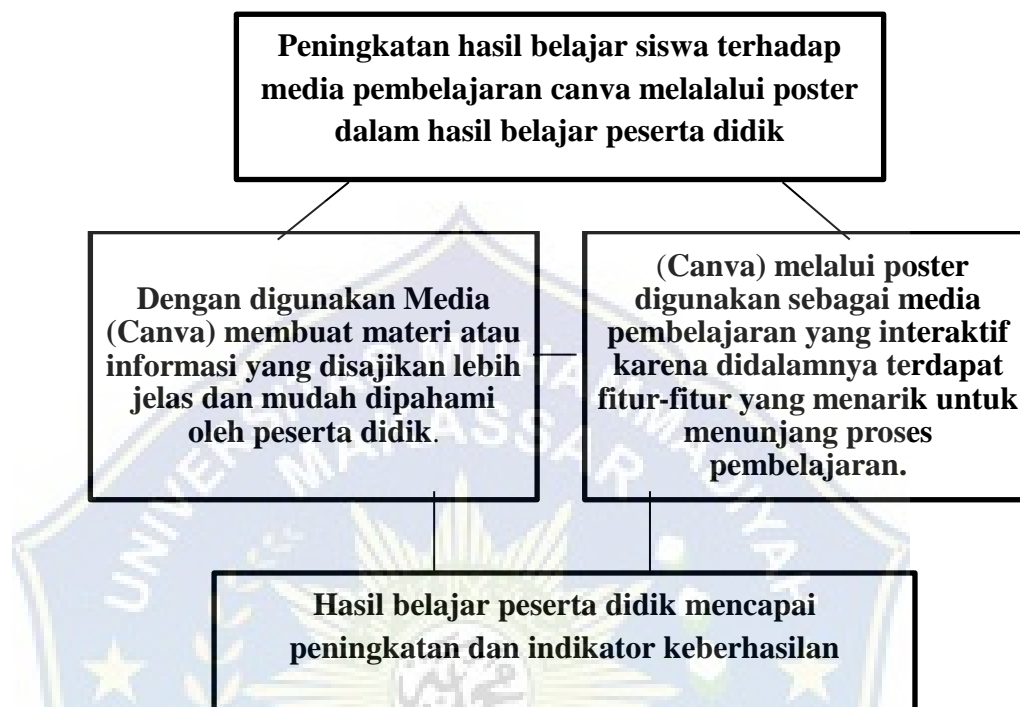 Peningkatan hasil belajar siswa terhadap
media pembelajaran canva melalalui poster
dalam hasil belajar peserta didik
Dengan digunakan Media
(Canva) membuat materi atau
informasi yang disajikan lebih
jelas dan mudah dipahami
oleh peserta didik.
(Canva) melalui poster
digunakan sebagai media
pembelajaran yang interaktif
karena didalamnya terdapat
fitur-fitur yang menarik untuk
menunjang proses
pembelajaran.
Hasil belajar peserta didik mencapai
peningkatan dan indikator keberhasilan
UNIVERSITAS MUHAMMADIYAH
MAKASSAR